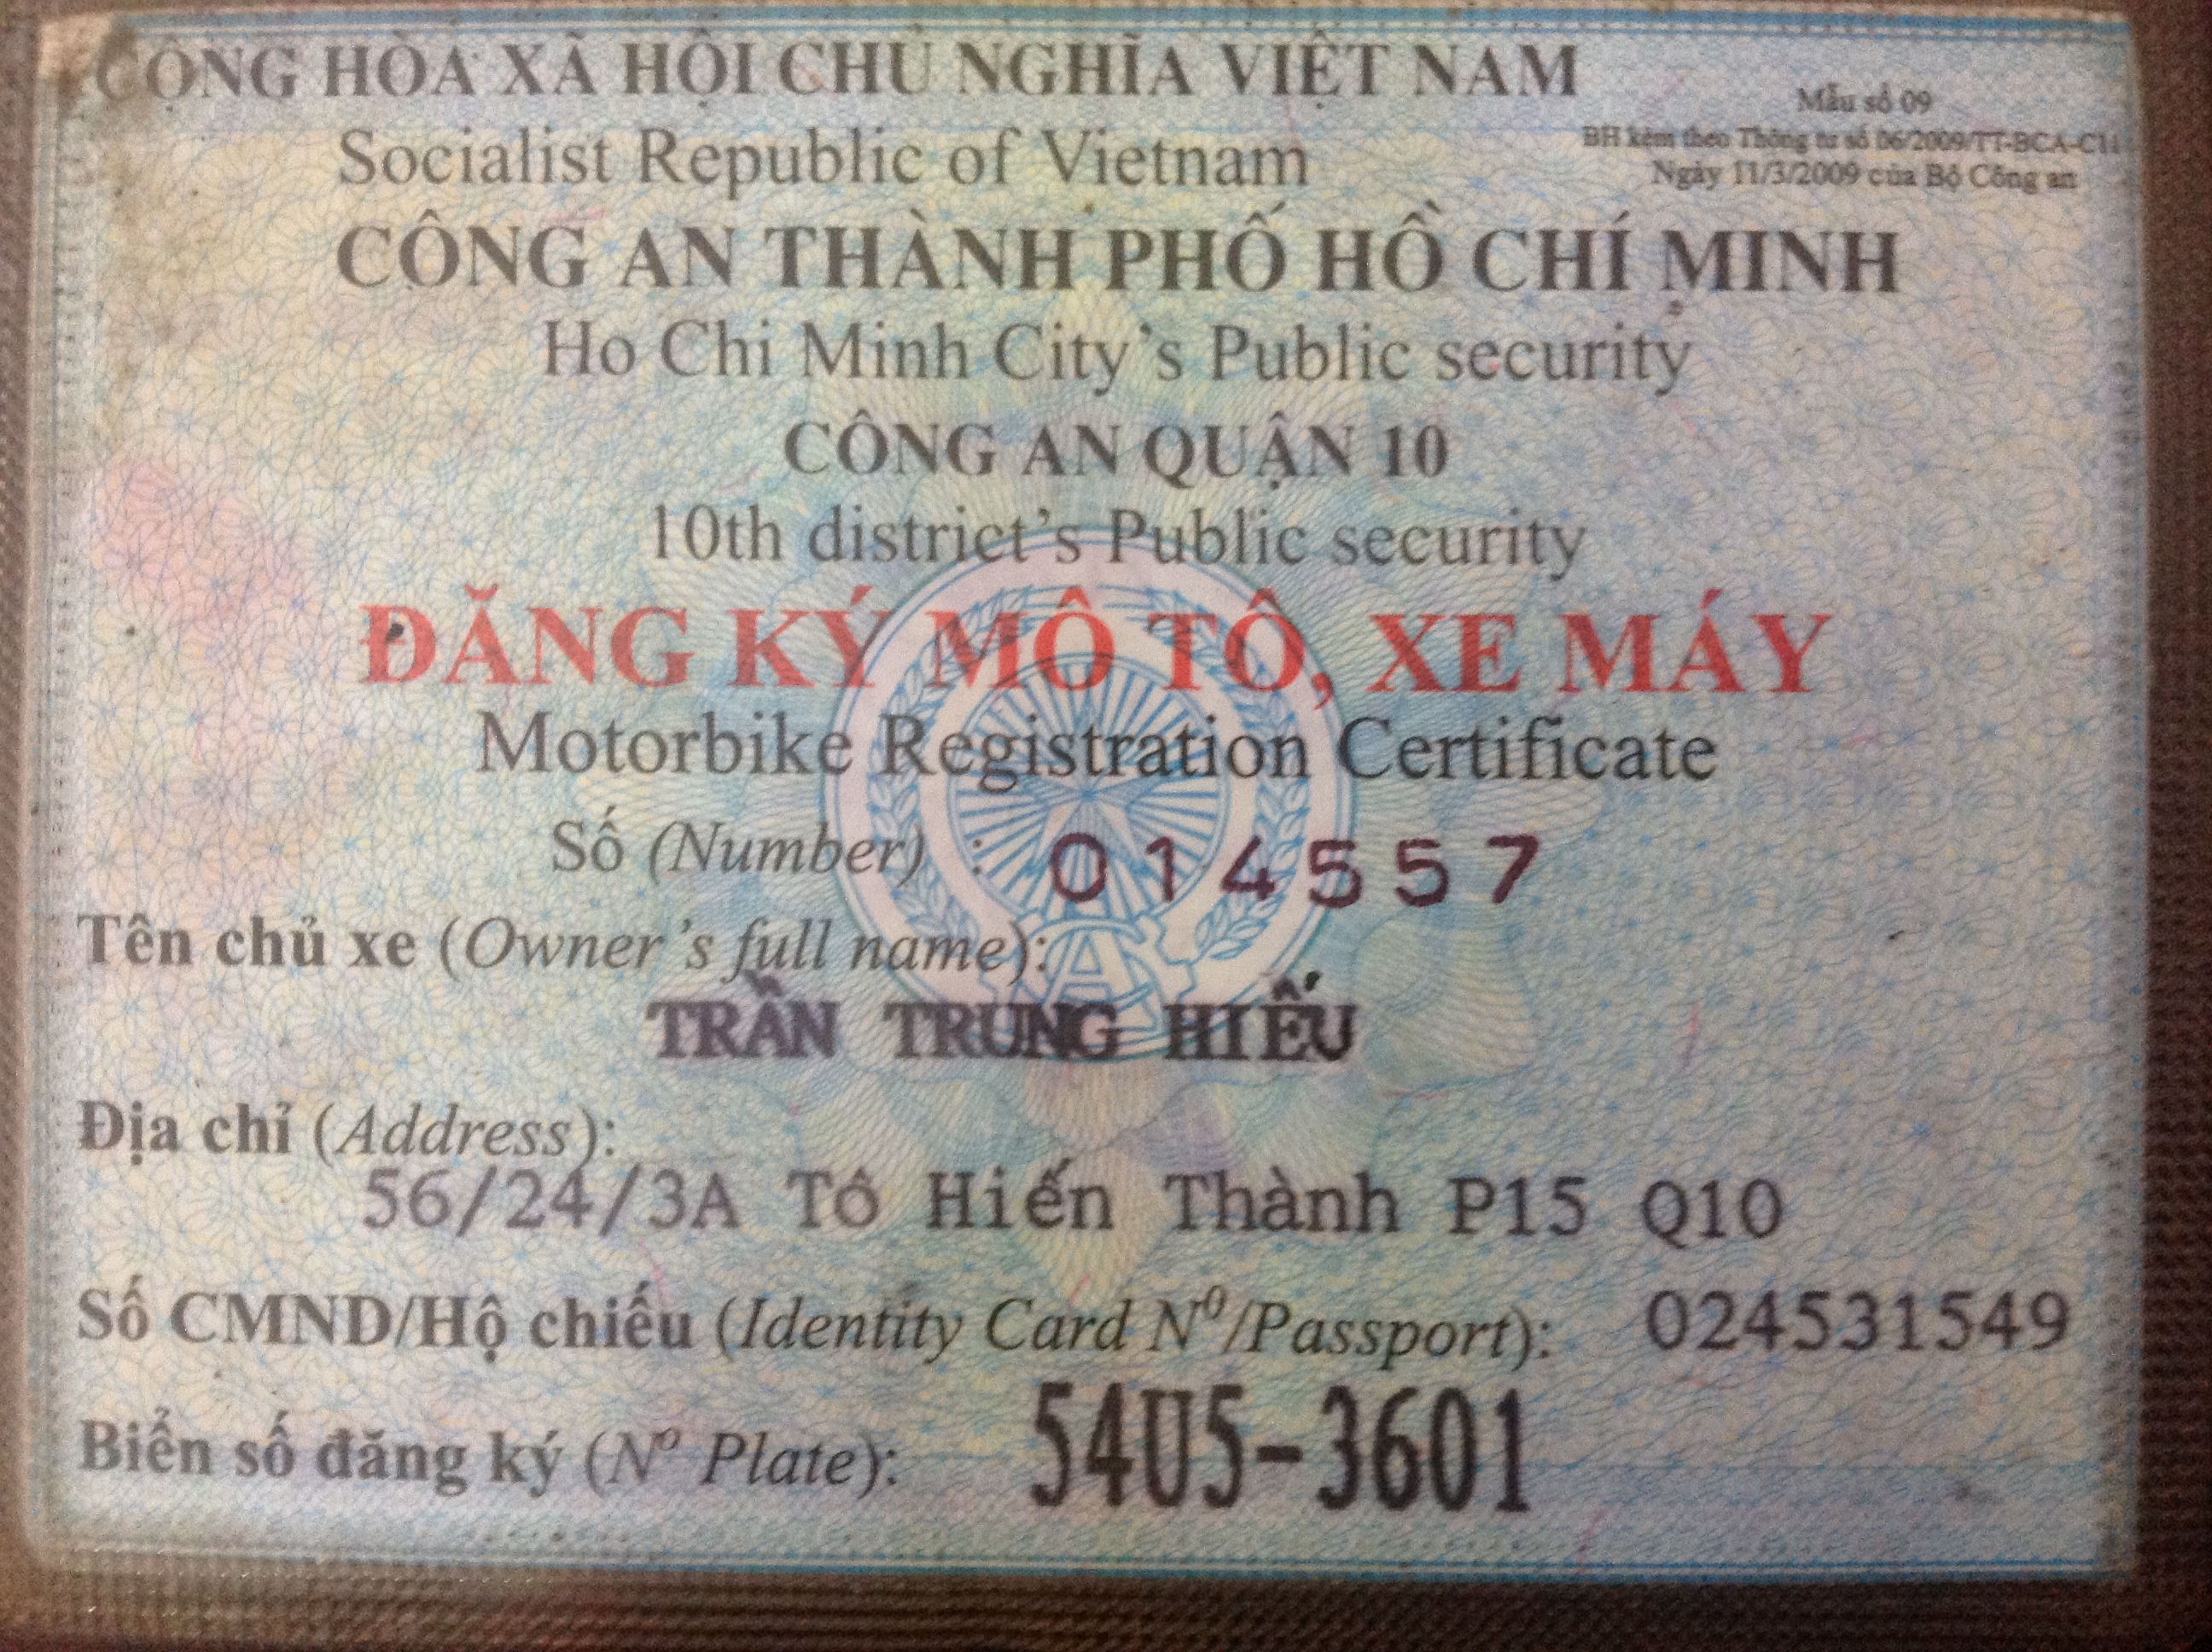 CỘNG HÒA XÃ HỘI CHỦ NGHĨA VIỆT NAM
Mẫu số 09
BH kèm theo Thông tư số 06/2009/TT-BCA-C11
Ngày 11/3/2009 của Bộ Công an
Socialist Republic of Vietnam
CÔNG AN THÀNH PHỐ HỒ CHÍ MINH
Ho Chi Minh City's Public security
CÔNG AN QUẬN 10
10th district's Public security
ĐĂNG KÝ MÔ TÔ, XE MÁY
Motorbike Registration Certificate
Số (Number) : 014557
Tên chủ xe (Owner's full name):
TRẦN TRUNG HIẾU
Địa chỉ (Address):
56/24/3A Tô Hiến Thành P15 Q10
Số CMND/Hộ chiếu (Identity Card Nº/Passport): 024531549
Biển số đăng ký (Nº Plate): 54U5-3601